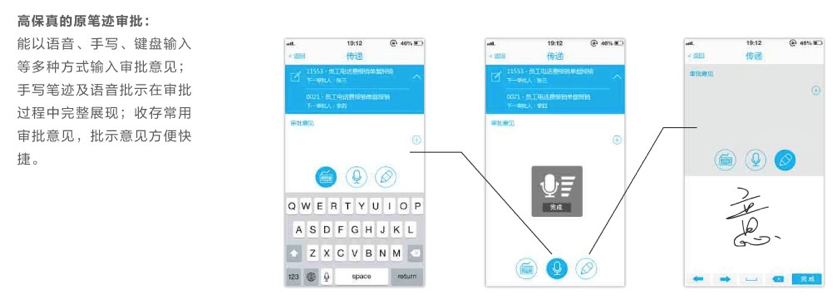 高保真的原笔迹审批：
能以语音、手写、键盘输入
等多种方式输入审批意见；
手写笔迹及语音批示在审批
过程中完整展现；收存常用
审批意见，批示意见方便快
捷。
19:12 46%
返回 传递
11553 - 员工电话费报销单据报销
下一审批人：张三
0021 - 员工电话费报销单据报销
下一审批人：李四
审批意见
Q W E R T Y U I O P
A S D F G H J K L
Z X C V B N M
123 space return
19:12 46%
返回 传递
11553 - 员工电话费报销单据报销
下一审批人：张三
0021 - 员工电话费报销单据报销
下一审批人：李四
审批意见
完成
19:12 46%
返回 传递
审批意见
完成